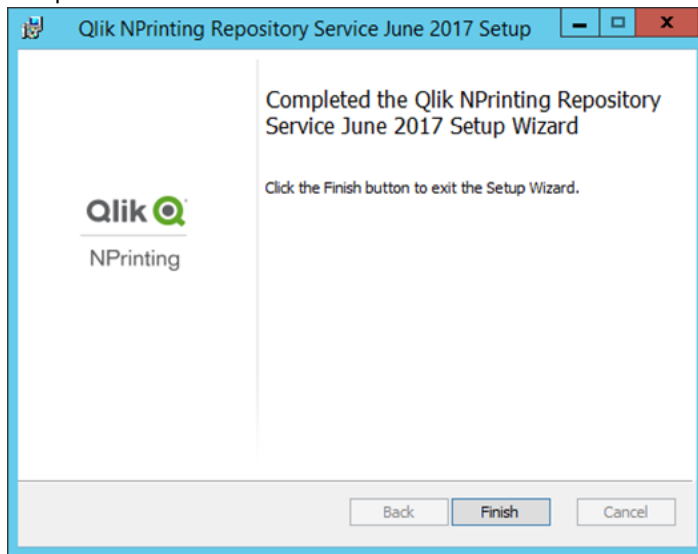 Qlik NPrinting Repository Service June 2017 Setup
Completed the Qlik NPrinting Repository
Service June 2017 Setup Wizard
Click the Finish button to exit the Setup Wizard.
Qlik
NPrinting
Back
Finish
Cancel